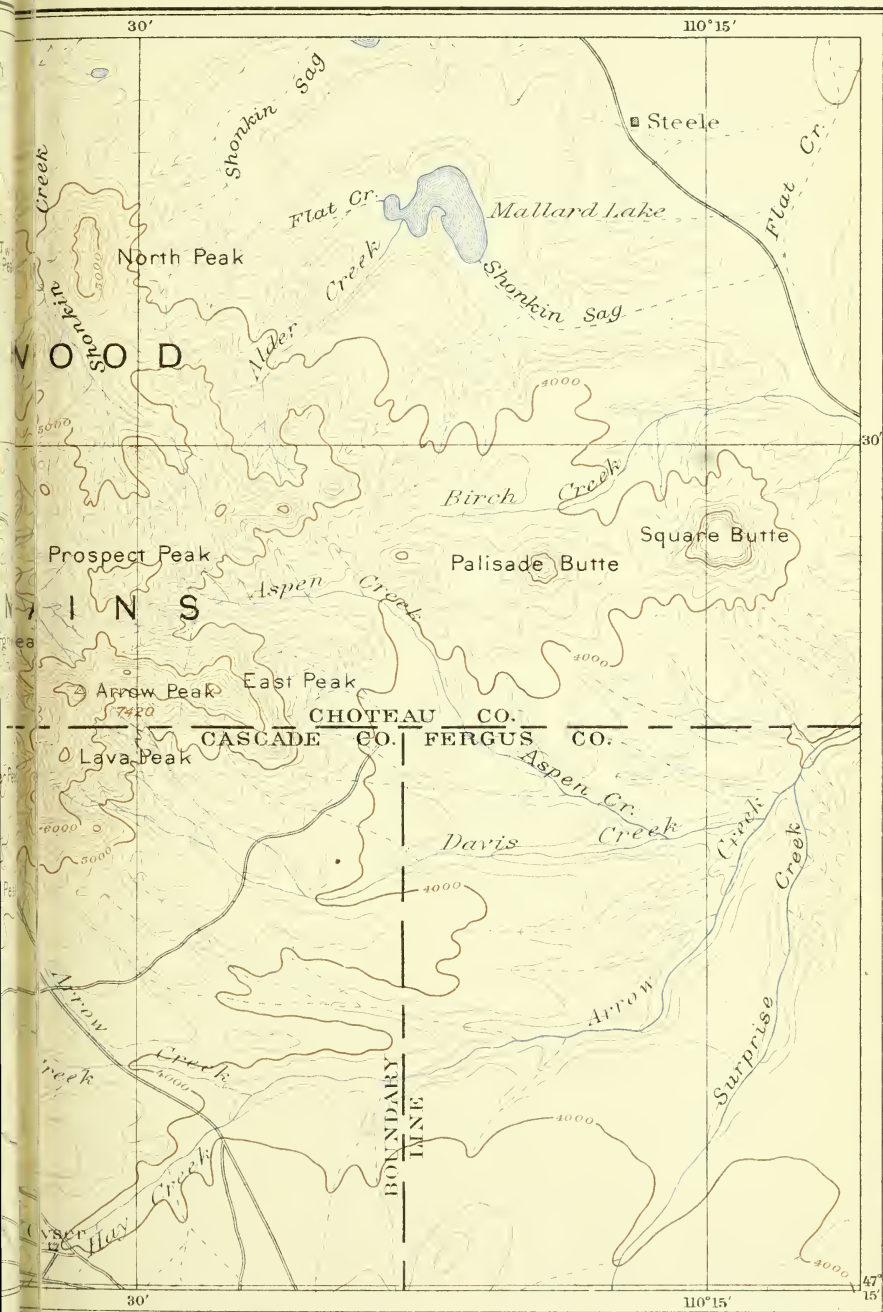 30'
110°15'
Shonkin Sag
Steele
Flat Cr.
Creek
Flat Cr.
Mallard Lake
North Peak
5000
Alder Creek
Shonkin Sag
Shonkin
WOOD
4000
5000
30'
Birch Creek
Square Butte
Prospect Peak
Palisade Butte
Aspen Creek
INS
4000
Arrow Peak
7420
East Peak
CHOTEAU CO.
CASCADE CO. FERGUS CO.
Lava Peak
Aspen Cr.
6000
5000
Davis Creek
Creek
Creek
4000
Arrow
Arrow
Creek
Surprise
4000
BOUNDARY LINE
4000
Hay Creek
4000
47° 15'
30'
110°15'